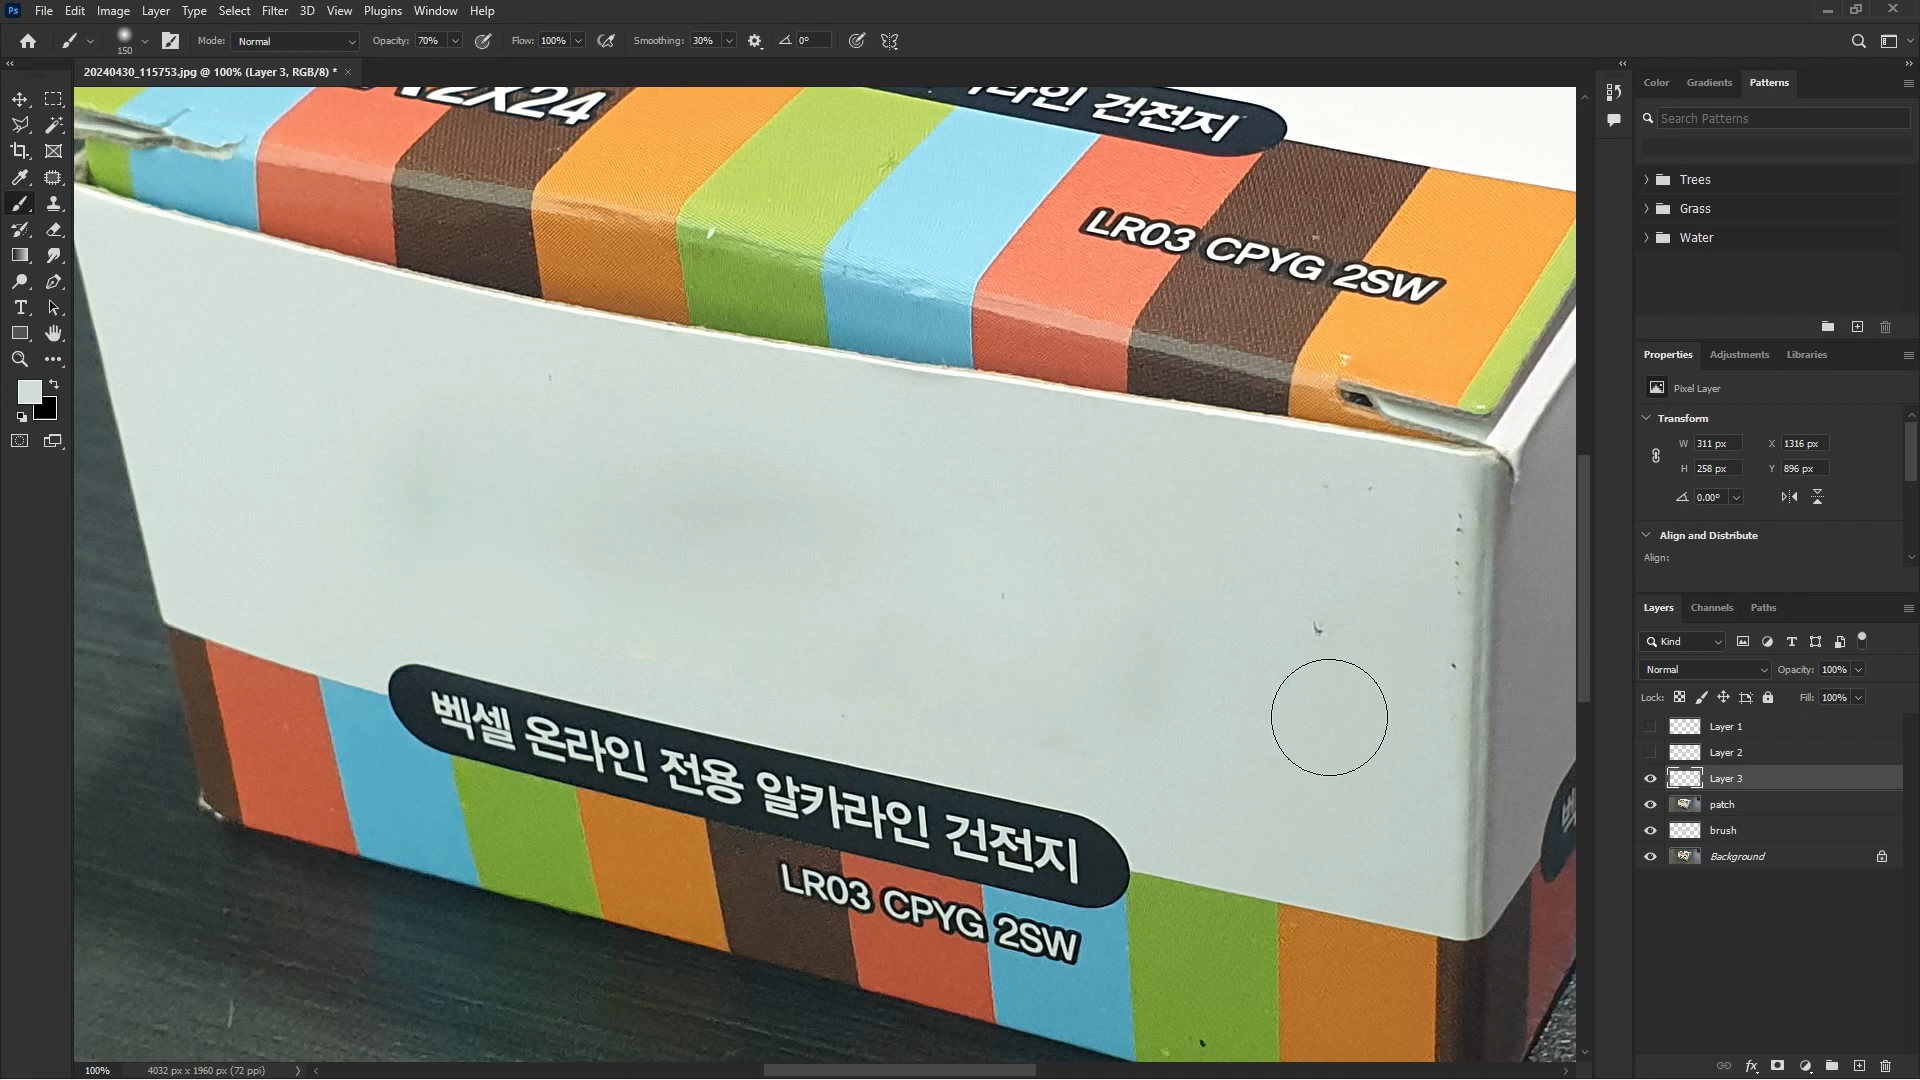 Ps File Edit Image Layer Type Select Filter 3D View Plugins Window Help
150 Mode: Normal Opacity: 70% Flow: 100% Smoothing: 30% 0°
20240430_115753.jpg @ 100% (Layer 3, RGB/8) * ×
Color Gradients Patterns
Search Patterns
Trees
Grass
Water
Properties Adjustments Libraries
Pixel Layer
Transform
W 311 px X 1316 px
H 258 px Y 896 px
0.00°
Align and Distribute
Align:
Layers Channels Paths
Kind
Normal Opacity: 100%
Lock: Fill: 100%
Layer 1
Layer 2
Layer 3
patch
brush
Background
건전지
LR03 CPYG 2SW
벡셀 온라인 전용 알카라인 건전지
LR03 CPYG 2SW
100% 4032 px x 1960 px (72 ppi)